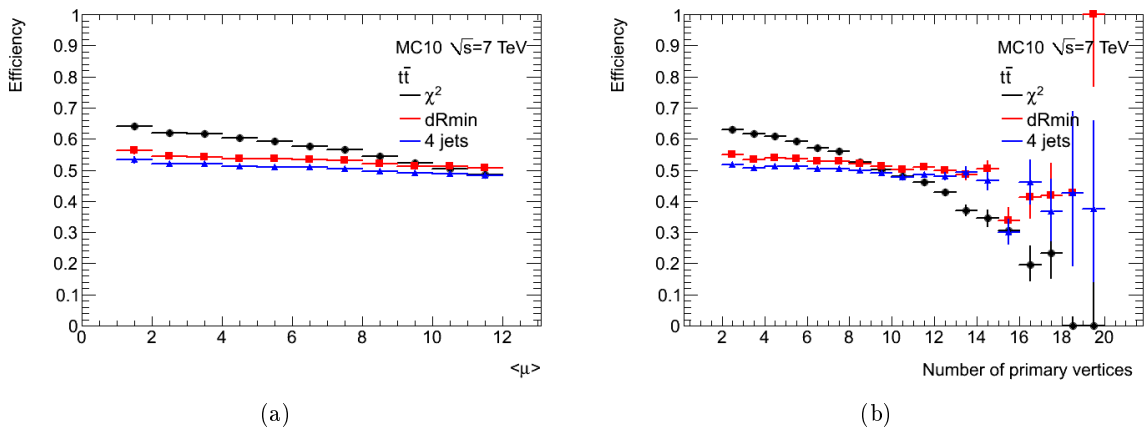 Efficiency
1
0.9
0.8
0.7
0.6
0.5
0.4
0.3
0.2
0.1
0
MC10 √s=7 TeV
tt̄
χ²
dRmin
4 jets
0 2 4 6 8 10 12
<μ>
(a)
Efficiency
1
0.9
0.8
0.7
0.6
0.5
0.4
0.3
0.2
0.1
0
MC10 √s=7 TeV
tt̄
χ²
dRmin
4 jets
2 4 6 8 10 12 14 16 18 20
Number of primary vertices
(b)